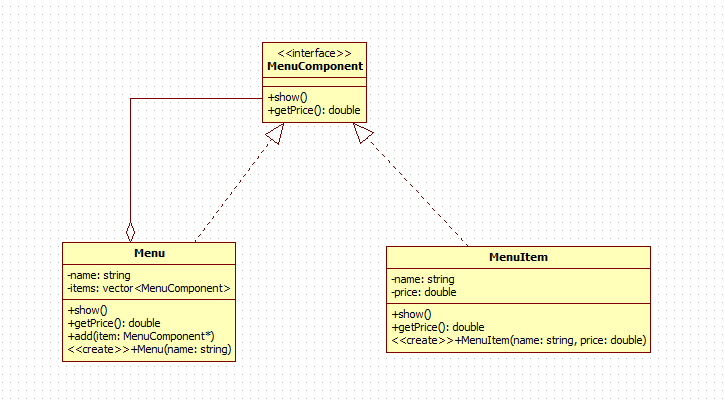 <<interface>>
MenuComponent
+show()
+getPrice(): double
Menu
-name: string
-items: vector<MenuComponent>
+show()
+getPrice(): double
+add(item: MenuComponent*)
<<create>>+Menu(name: string)
MenuItem
-name: string
-price: double
+show()
+getPrice(): double
<<create>>+MenuItem(name: string, price: double)